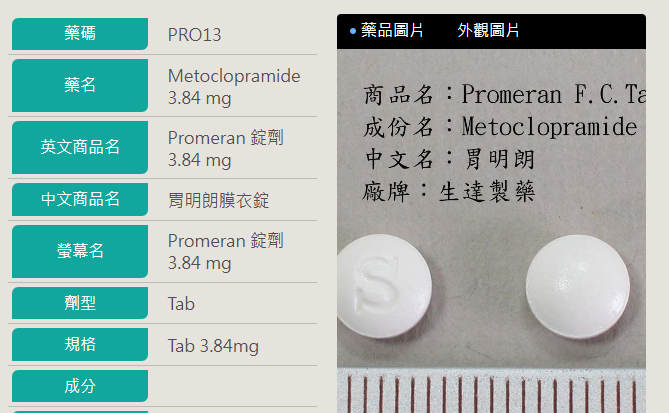 藥碼 PRO13
藥名 Metoclopramide
3.84 mg
英文商品名 Promeran 錠劑
3.84 mg
中文商品名 胃明朗膜衣錠
螢幕名 Promeran 錠劑
3.84 mg
劑型 Tab
規格 Tab 3.84mg
成分
藥品圖片 外觀圖片
商品名：Promeran F.C.Ta
成份名：Metoclopramide
中文名：胃明朗
廠牌：生達製藥
S